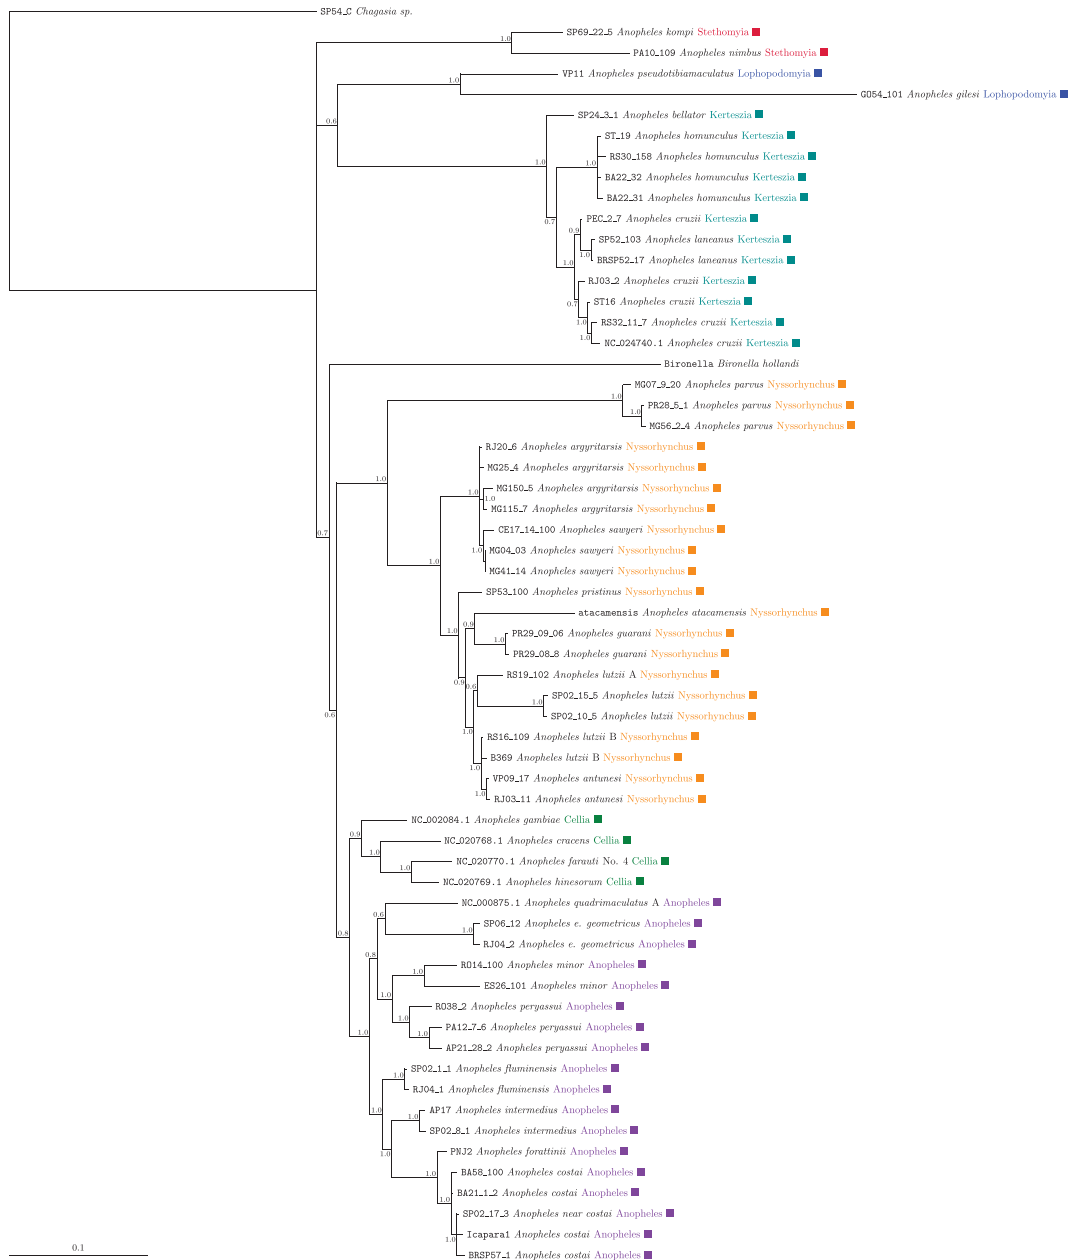 SP54_C Chagasia sp.
SP69_22_5 Anopheles kompi Stethomyia
1.0
PA10_109 Anopheles nimbus Stethomyia
VP11 Anopheles pseudotibiamaculatus Lophopodomyia
1.0
GO54_101 Anopheles gilesi Lophopodomyia
SP24_3_1 Anopheles bellator Kerteszia
0.6
ST_19 Anopheles homunculus Kerteszia
RS30_158 Anopheles homunculus Kerteszia
1.0
1.0
BA22_32 Anopheles homunculus Kerteszia
BA22_31 Anopheles homunculus Kerteszia
PEC_2_7 Anopheles cruzii Kerteszia
0.7
0.9
SP52_103 Anopheles laneanus Kerteszia
1.0
BRSP52_17 Anopheles laneanus Kerteszia
1.0
RJ03_2 Anopheles cruzii Kerteszia
0.7
ST16 Anopheles cruzii Kerteszia
1.0
RS32_11_7 Anopheles cruzii Kerteszia
1.0
NC_024740.1 Anopheles cruzii Kerteszia
Bironella Bironella hollandi
MG07_9_20 Anopheles parvus Nyssorhynchus
1.0
PR28_5_1 Anopheles parvus Nyssorhynchus
1.0
MG56_2_4 Anopheles parvus Nyssorhynchus
RJ20_6 Anopheles argyritarsis Nyssorhynchus
MG25_4 Anopheles argyritarsis Nyssorhynchus
1.0
MG150_5 Anopheles argyritarsis Nyssorhynchus
1.0
1.0
MG115_7 Anopheles argyritarsis Nyssorhynchus
CE17_14_100 Anopheles sawyeri Nyssorhynchus
0.7
1.0
MG04_03 Anopheles sawyeri Nyssorhynchus
1.0
MG41_14 Anopheles sawyeri Nyssorhynchus
SP53_100 Anopheles pristinus Nyssorhynchus
atacamensis Anopheles atacamensis Nyssorhynchus
0.9
1.0
PR29_09_06 Anopheles guarani Nyssorhynchus
1.0
PR29_08_8 Anopheles guarani Nyssorhynchus
RS19_102 Anopheles lutzii A Nyssorhynchus
0.9
0.6
SP02_15_5 Anopheles lutzii Nyssorhynchus
1.0
0.6
SP02_10_5 Anopheles lutzii Nyssorhynchus
1.0
RS16_109 Anopheles lutzii B Nyssorhynchus
B369 Anopheles lutzii B Nyssorhynchus
1.0
VP09_17 Anopheles antunesi Nyssorhynchus
1.0
RJ03_11 Anopheles antunesi Nyssorhynchus
NC_002084.1 Anopheles gambiae Cellia
0.9
NC_020768.1 Anopheles cracens Cellia
1.0
NC_020770.1 Anopheles farauti No. 4 Cellia
1.0
NC_020769.1 Anopheles hinesorum Cellia
NC_000875.1 Anopheles quadrimaculatus A Anopheles
0.6
SP06_12 Anopheles e. geometricus Anopheles
0.8
1.0
RJ04_2 Anopheles e. geometricus Anopheles
0.8
RO14_100 Anopheles minor Anopheles
1.0
ES26_101 Anopheles minor Anopheles
1.0
RO38_2 Anopheles peryassui Anopheles
1.0
PA12_7_6 Anopheles peryassui Anopheles
1.0
1.0
AP21_28_2 Anopheles peryassui Anopheles
SP02_1_1 Anopheles fluminensis Anopheles
1.0
RJ04_1 Anopheles fluminensis Anopheles
1.0
AP17 Anopheles intermedius Anopheles
1.0
SP02_8_1 Anopheles intermedius Anopheles
PNJ2 Anopheles forattinii Anopheles
1.0
BA58_100 Anopheles costai Anopheles
1.0
BA21_1_2 Anopheles costai Anopheles
1.0
SP02_17_3 Anopheles near costai Anopheles
Icapara1 Anopheles costai Anopheles
1.0
BRSP57_1 Anopheles costai Anopheles
0.1